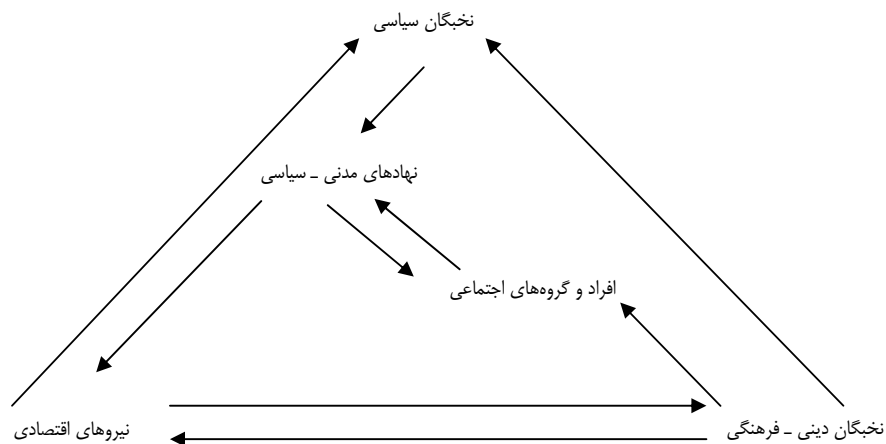 نخبگان سیاسی
نهادهای مدنی ـ سیاسی
افراد و گروه‌های اجتماعی
نخبگان دینی ـ فرهنگی
نیروهای اقتصادی